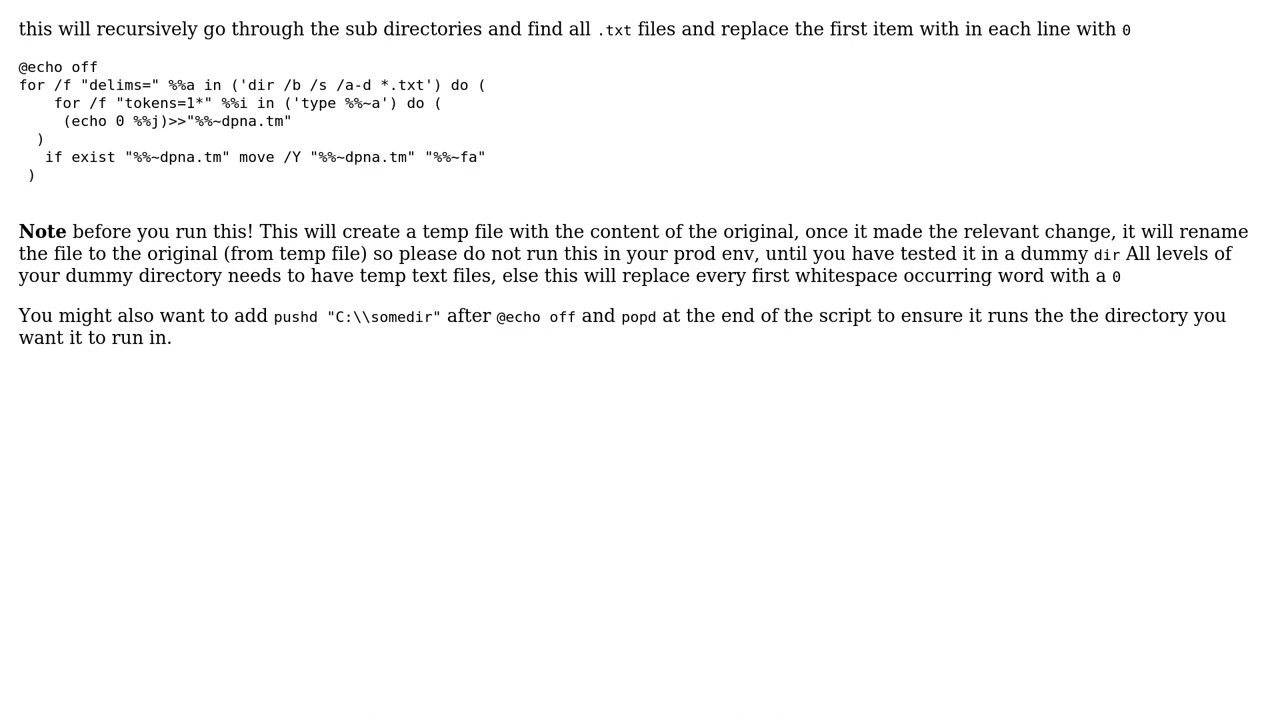 this will recursively go through the sub directories and find all .txt files and replace the first item with in each line with 0
@echo off
for /f "delims=" %%a in ('dir /b /s /a-d *.txt') do (
    for /f "tokens=1*" %%i in ('type %%~a') do (
     (echo 0 %%j)>>"%%~dpna.tm"
  )
   if exist "%%~dpna.tm" move /Y "%%~dpna.tm" "%%~fa"
 )
Note before you run this! This will create a temp file with the content of the original, once it made the relevant change, it will rename
the file to the original (from temp file) so please do not run this in your prod env, until you have tested it in a dummy dir All levels of
your dummy directory needs to have temp text files, else this will replace every first whitespace occurring word with a 0
You might also want to add pushd "C:\\somedir" after @echo off and popd at the end of the script to ensure it runs the the directory you
want it to run in.